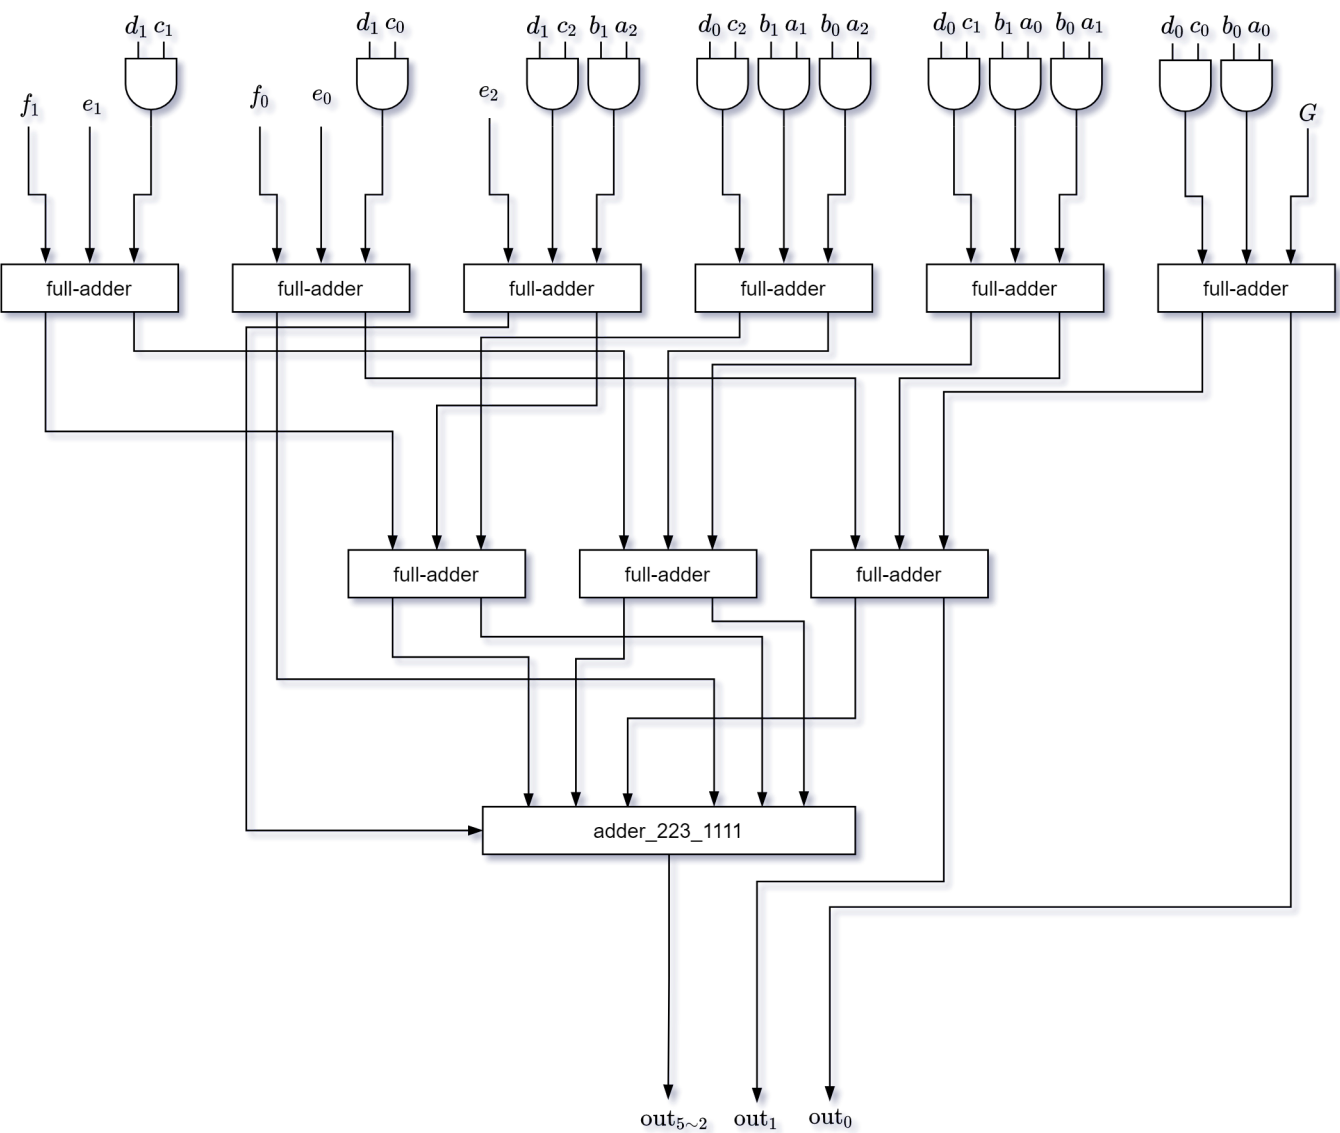 d₁ c₁ d₁ c₀ d₁ c₂ b₁ a₂ d₀ c₂ b₁ a₁ b₀ a₂ d₀ c₁ b₁ a₀ b₀ a₁ d₀ c₀ b₀ a₀
f₁ e₁ f₀ e₀ e₂ G
full-adder full-adder full-adder full-adder full-adder full-adder
full-adder full-adder full-adder
adder_223_1111
out₅~₂ out₁ out₀